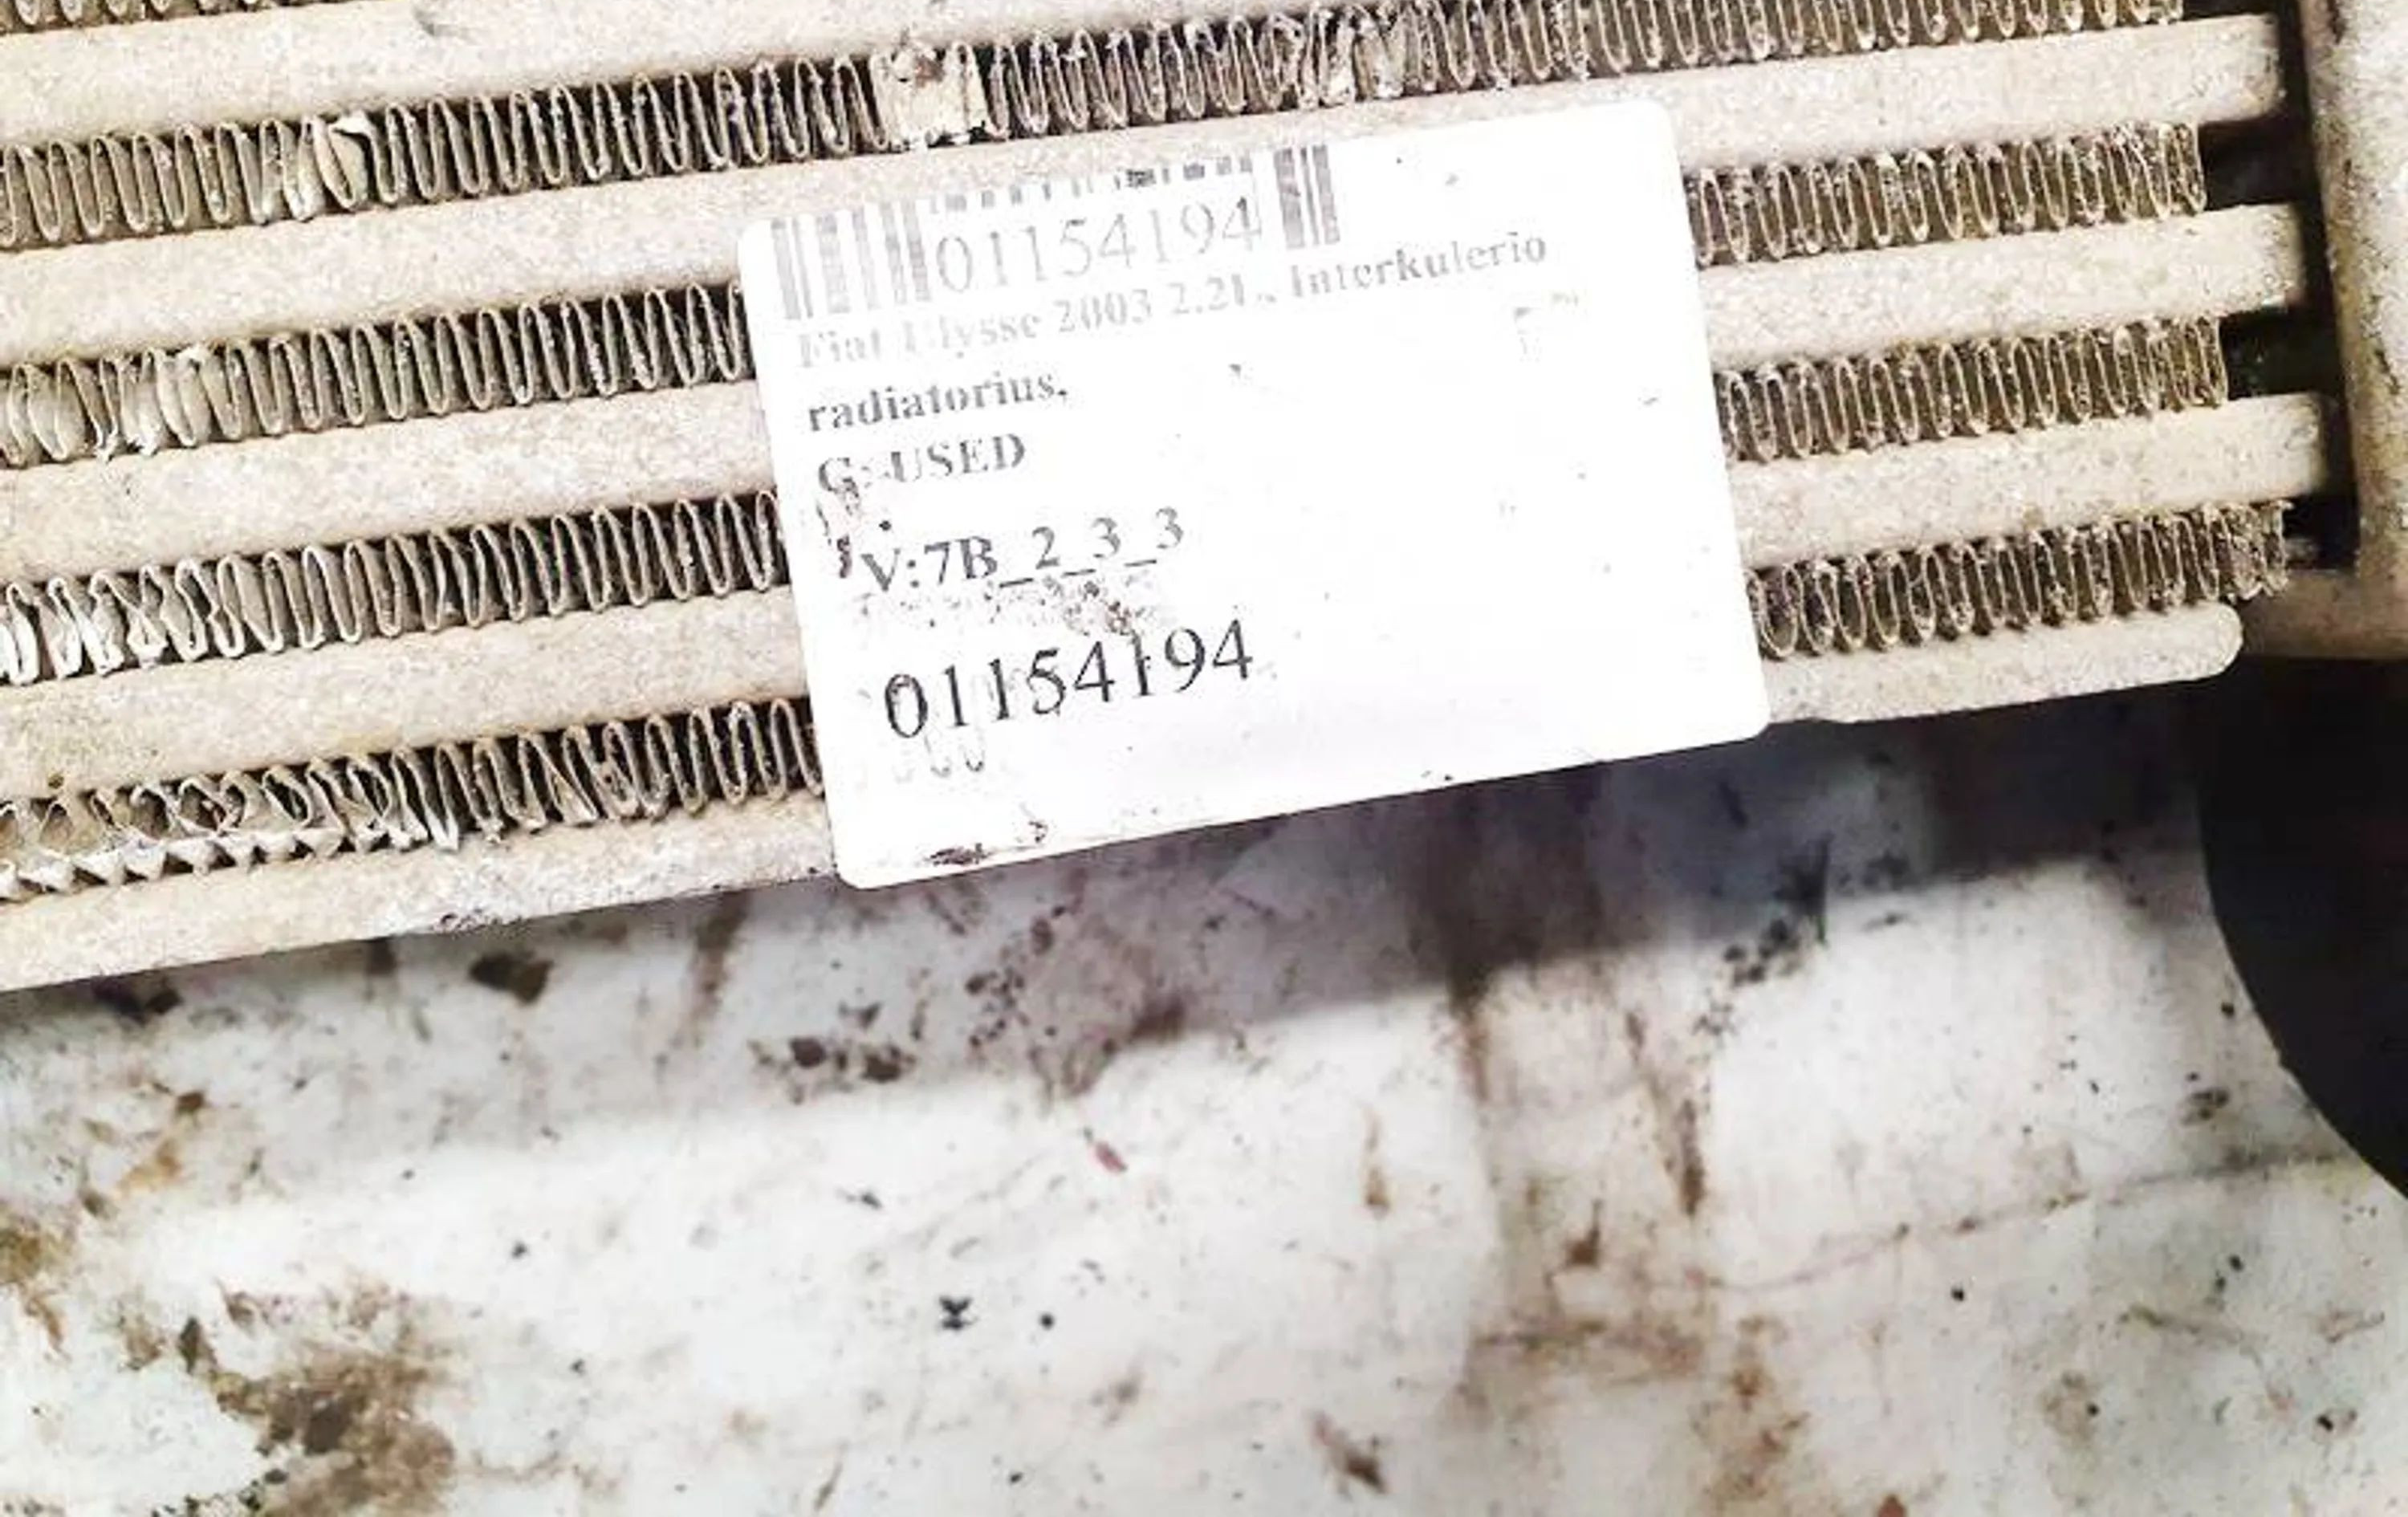 01154194
Fiat Ulysse 2003 2.2L., Interkulerio
radiatorius,
G: USED
V:7B_2_3_3
01154194